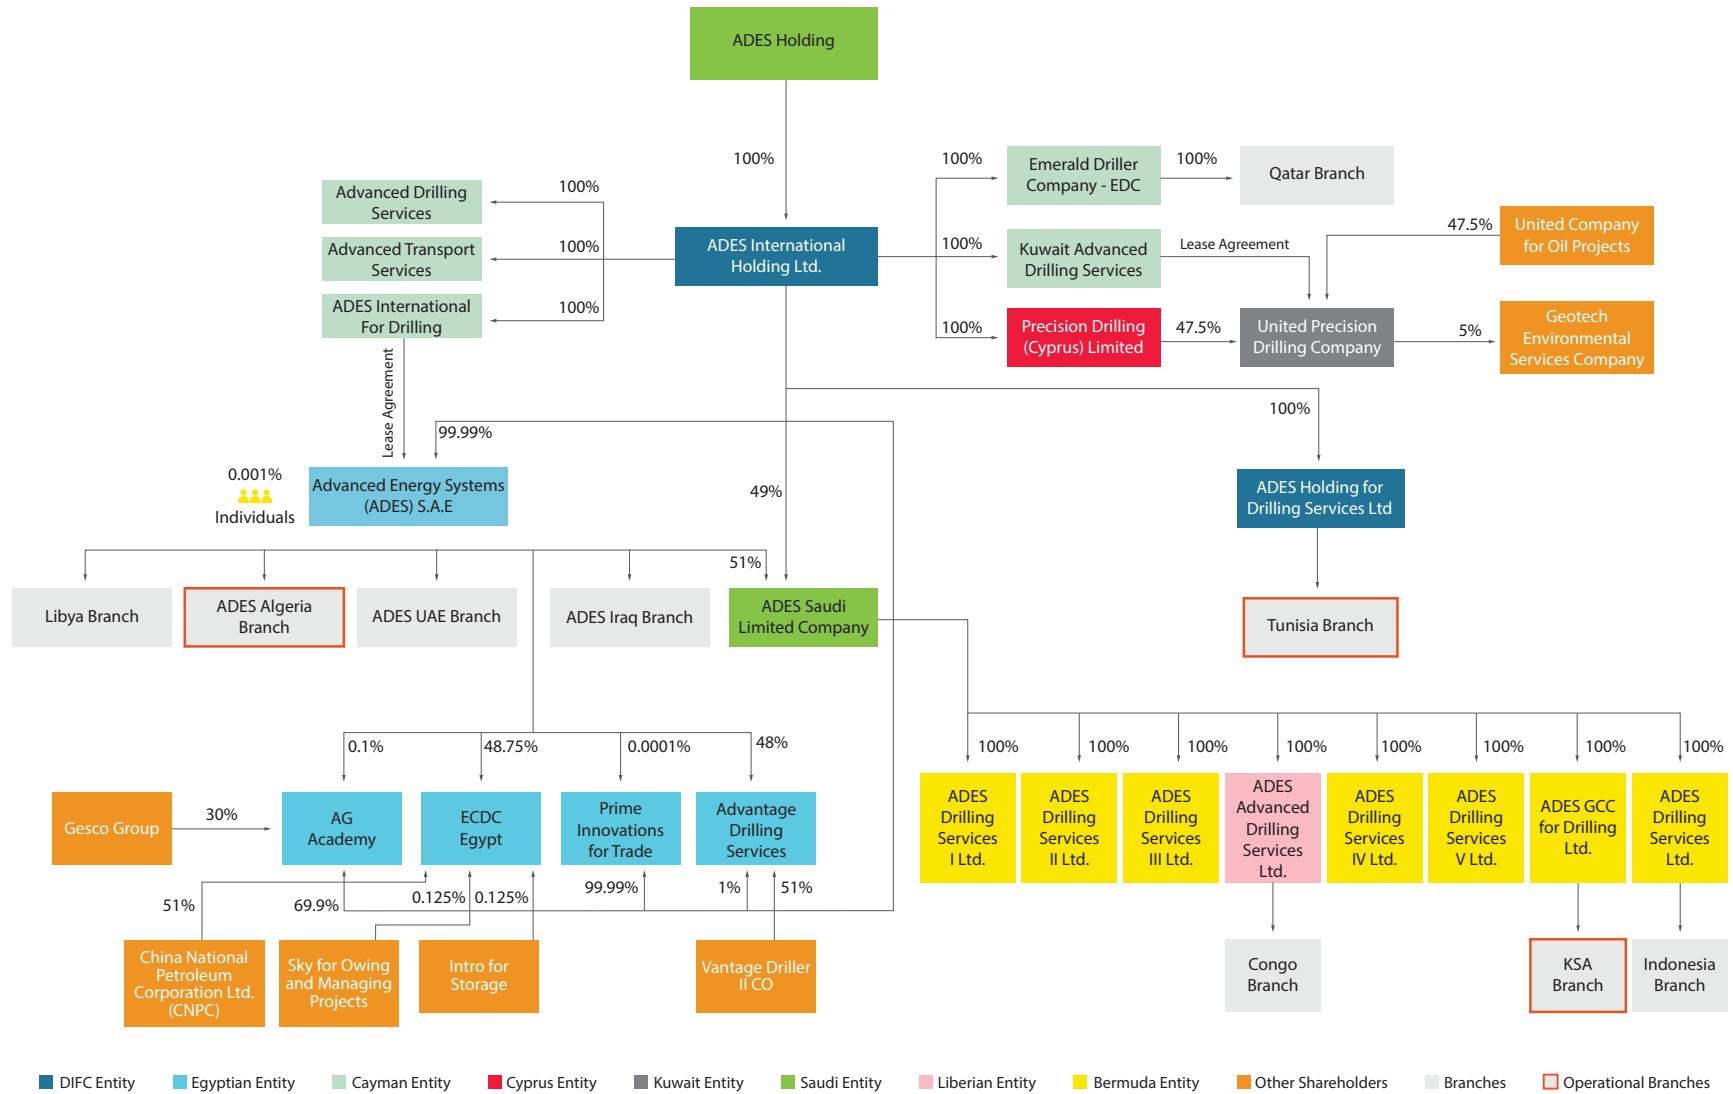 ADES Holding
100%
Advanced Drilling
Services
100%
Advanced Transport
Services
100%
ADES International
For Drilling
100%
ADES International
Holding Ltd.
100%
Emerald Driller
Company - EDC
100%
Qatar Branch
100%
Kuwait Advanced
Drilling Services
Lease Agreement
47.5%
United Company
for Oil Projects
100%
Precision Drilling
(Cyprus) Limited
47.5%
United Precision
Drilling Company
5%
Geotech
Environmental
Services Company
Lease Agreement
99.99%
100%
0.001%
Individuals
Advanced Energy Systems
(ADES) S.A.E
49%
ADES Holding for
Drilling Services Ltd
51%
Libya Branch
ADES Algeria
Branch
ADES UAE Branch
ADES Iraq Branch
ADES Saudi
Limited Company
Tunisia Branch
0.1%
48.75%
0.0001%
48%
100%
100%
100%
100%
100%
100%
100%
100%
Gesco Group
30%
AG
Academy
ECDC
Egypt
Prime
Innovations
for Trade
Advantage
Drilling
Services
ADES
Drilling
Services
I Ltd.
ADES
Drilling
Services
II Ltd.
ADES
Drilling
Services
III Ltd.
ADES
Advanced
Drilling
Services
Ltd.
ADES
Drilling
Services
IV Ltd.
ADES
Drilling
Services
V Ltd.
ADES GCC
for Drilling
Ltd.
ADES
Drilling
Services
Ltd.
51%
69.9%
0.125%
0.125%
99.99%
1%
51%
China National
Petroleum
Corporation Ltd.
(CNPC)
Sky for Owing
and Managing
Projects
Intro for
Storage
Vantage Driller
II CO
Congo
Branch
KSA
Branch
Indonesia
Branch
DIFC Entity
Egyptian Entity
Cayman Entity
Cyprus Entity
Kuwait Entity
Saudi Entity
Liberian Entity
Bermuda Entity
Other Shareholders
Branches
Operational Branches